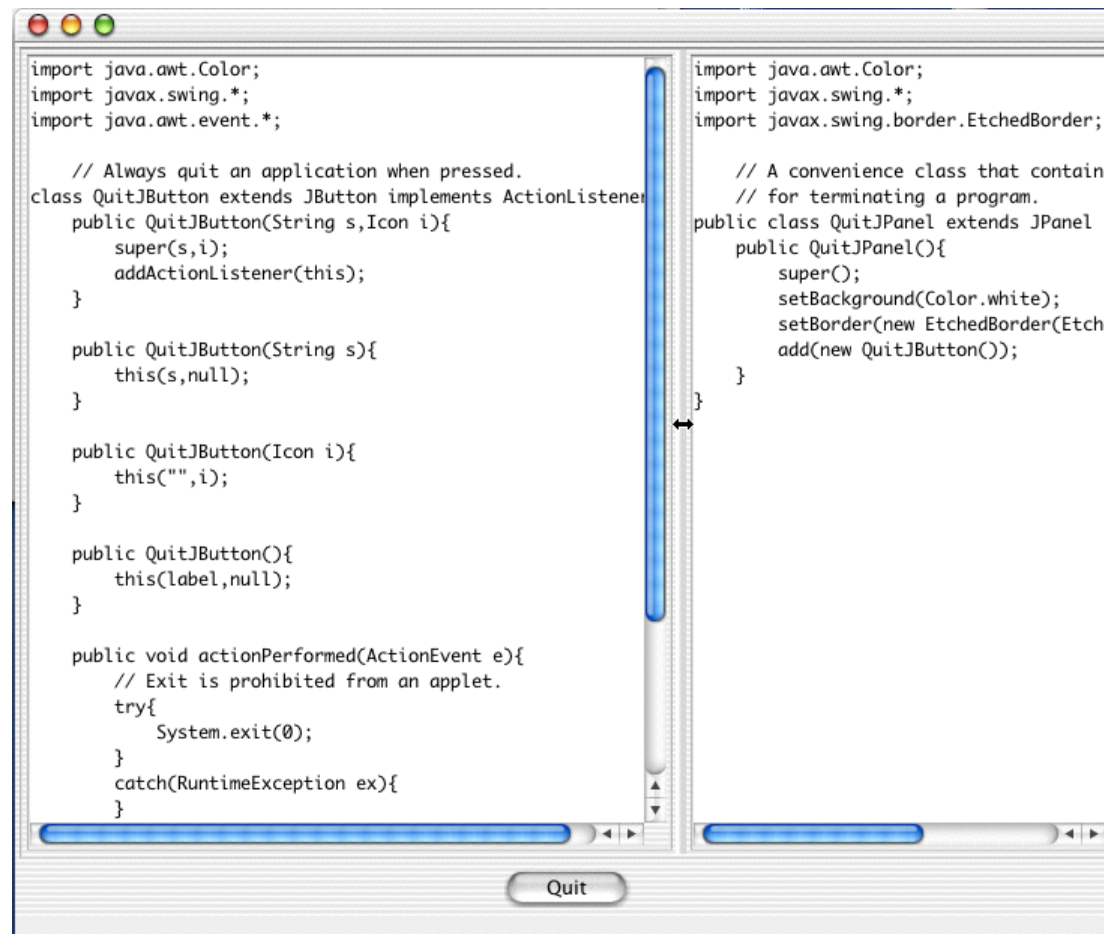 import java.awt.Color;
import javax.swing.*;
import java.awt.event.*;

    // Always quit an application when pressed.
class QuitJButton extends JButton implements ActionListener
    public QuitJButton(String s,Icon i){
        super(s,i);
        addActionListener(this);
    }

    public QuitJButton(String s){
        this(s,null);
    }

    public QuitJButton(Icon i){
        this("",i);
    }

    public QuitJButton(){
        this(label,null);
    }

    public void actionPerformed(ActionEvent e){
        // Exit is prohibited from an applet.
        try{
            System.exit(0);
        }
        catch(RuntimeException ex){
        }
import java.awt.Color;
import javax.swing.*;
import javax.swing.border.EtchedBorder;

    // A convenience class that contain
    // for terminating a program.
public class QuitJPanel extends JPanel
    public QuitJPanel(){
        super();
        setBackground(Color.white);
        setBorder(new EtchedBorder(Etch
        add(new QuitJButton());
    }
}
Quit